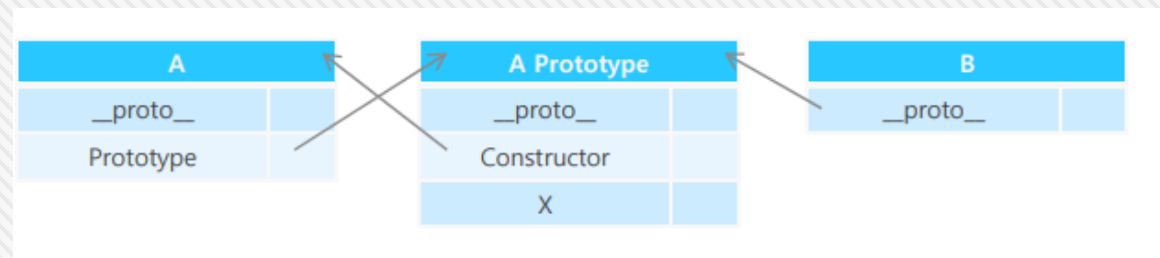 A
__proto__
Prototype
A Prototype
__proto__
Constructor
X
B
__proto__